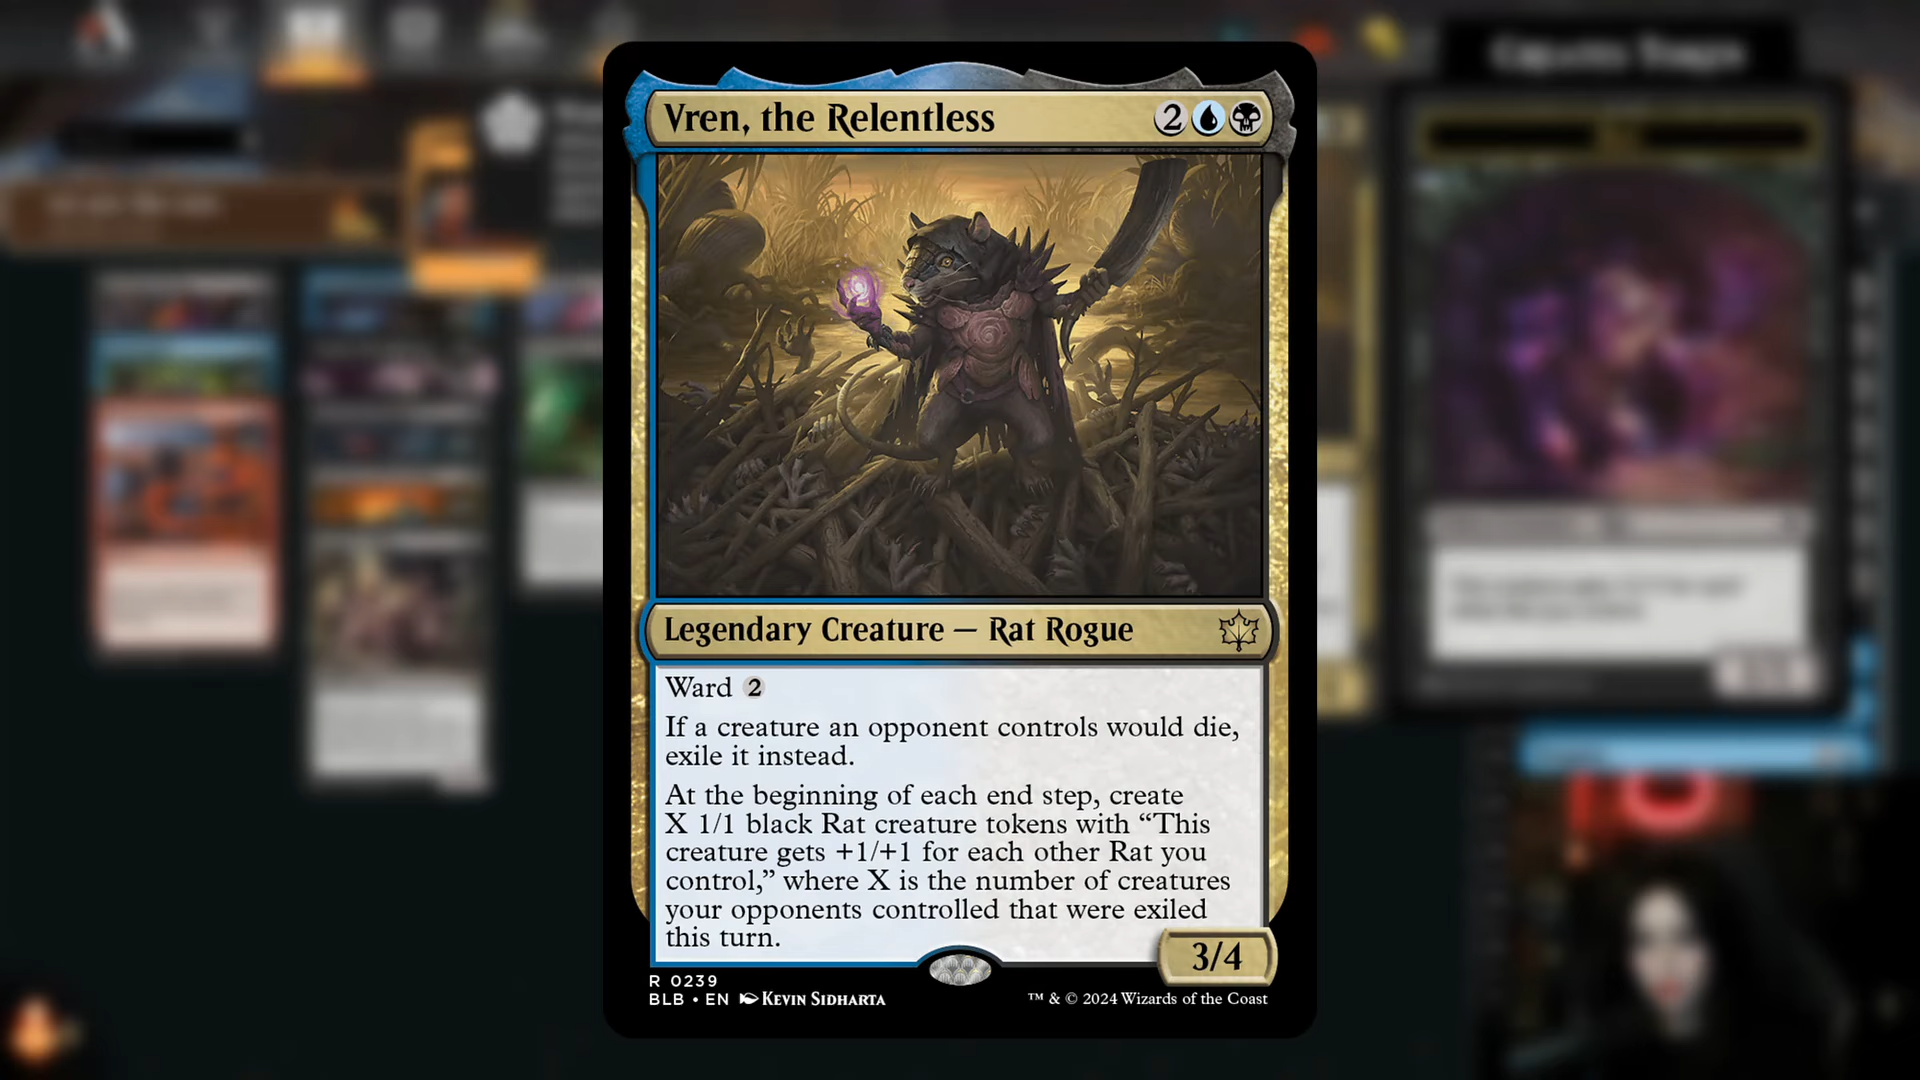 Vren, the Relentless 2
Legendary Creature — Rat Rogue
Ward 2
If a creature an opponent controls would die,
exile it instead.
At the beginning of each end step, create
X 1/1 black Rat creature tokens with “This
creature gets +1/+1 for each other Rat you
control,” where X is the number of creatures
your opponents controlled that were exiled
this turn.
3/4
R 0239
BLB • EN Kevin Sidharta
™ & © 2024 Wizards of the Coast